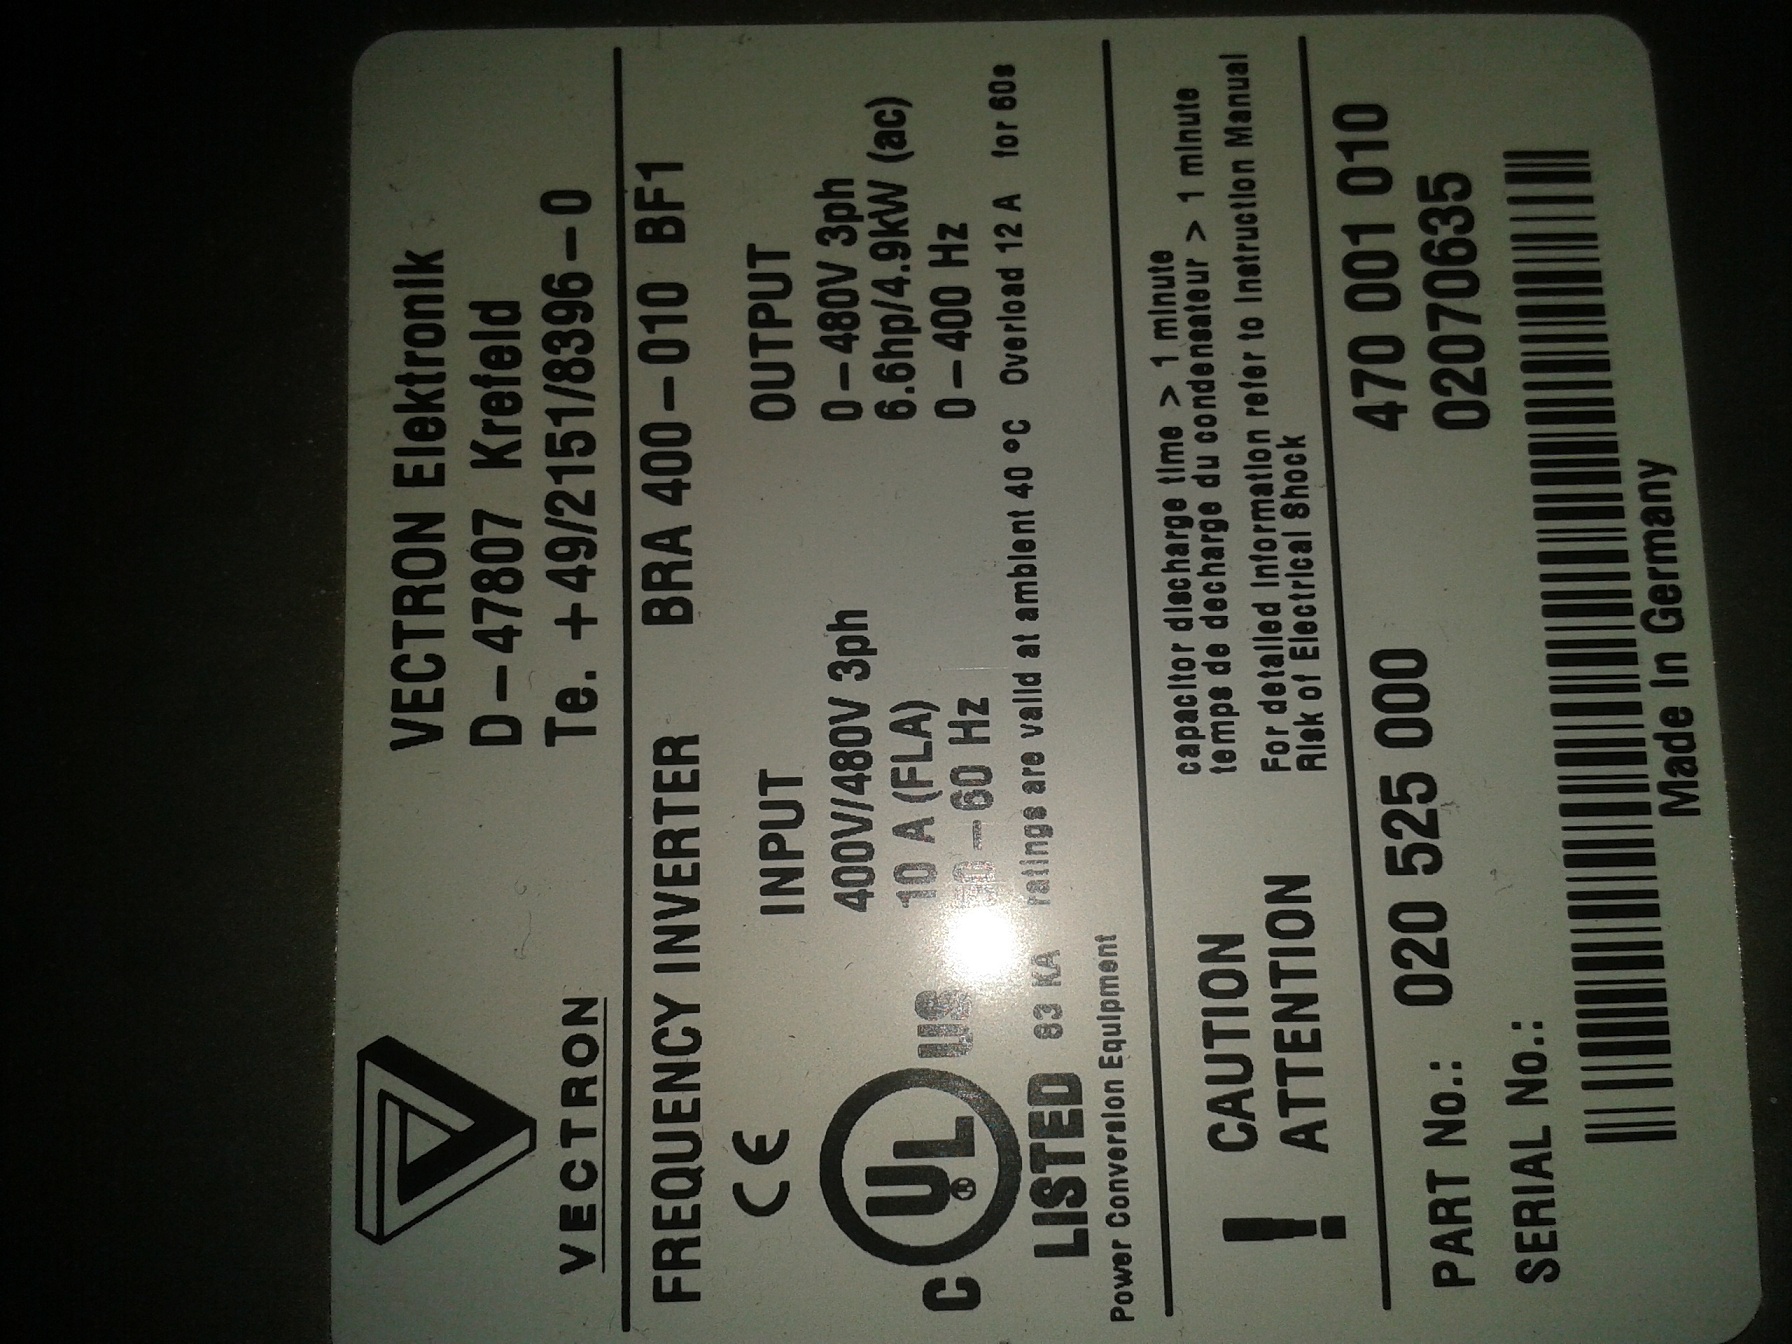 VECTRON
VECTRON Elektronik
D-47807 Krefeld
Te. +49/2151/8396-0
FREQUENCY INVERTER BRA 400-010 BF1
CE
INPUT
400V/480V 3ph
10 A (FLA)
50-60 Hz
OUTPUT
0-480V 3ph
6.6hp/4.9kW (ac)
0-400 Hz
C UL US
®
LISTED 83 KA
Power Conversion Equipment
ratings are valid at ambient 40 °C Overload 12 A for 60s
! CAUTION
ATTENTION
capacitor discharge time > 1 minute
temps de decharge du condensateur > 1 minute
For detailed Information refer to Instruction Manual
Risk of Electrical Shock
PART No.: 020 525 000 470 001 010
SERIAL No.: 02070635
Made in Germany